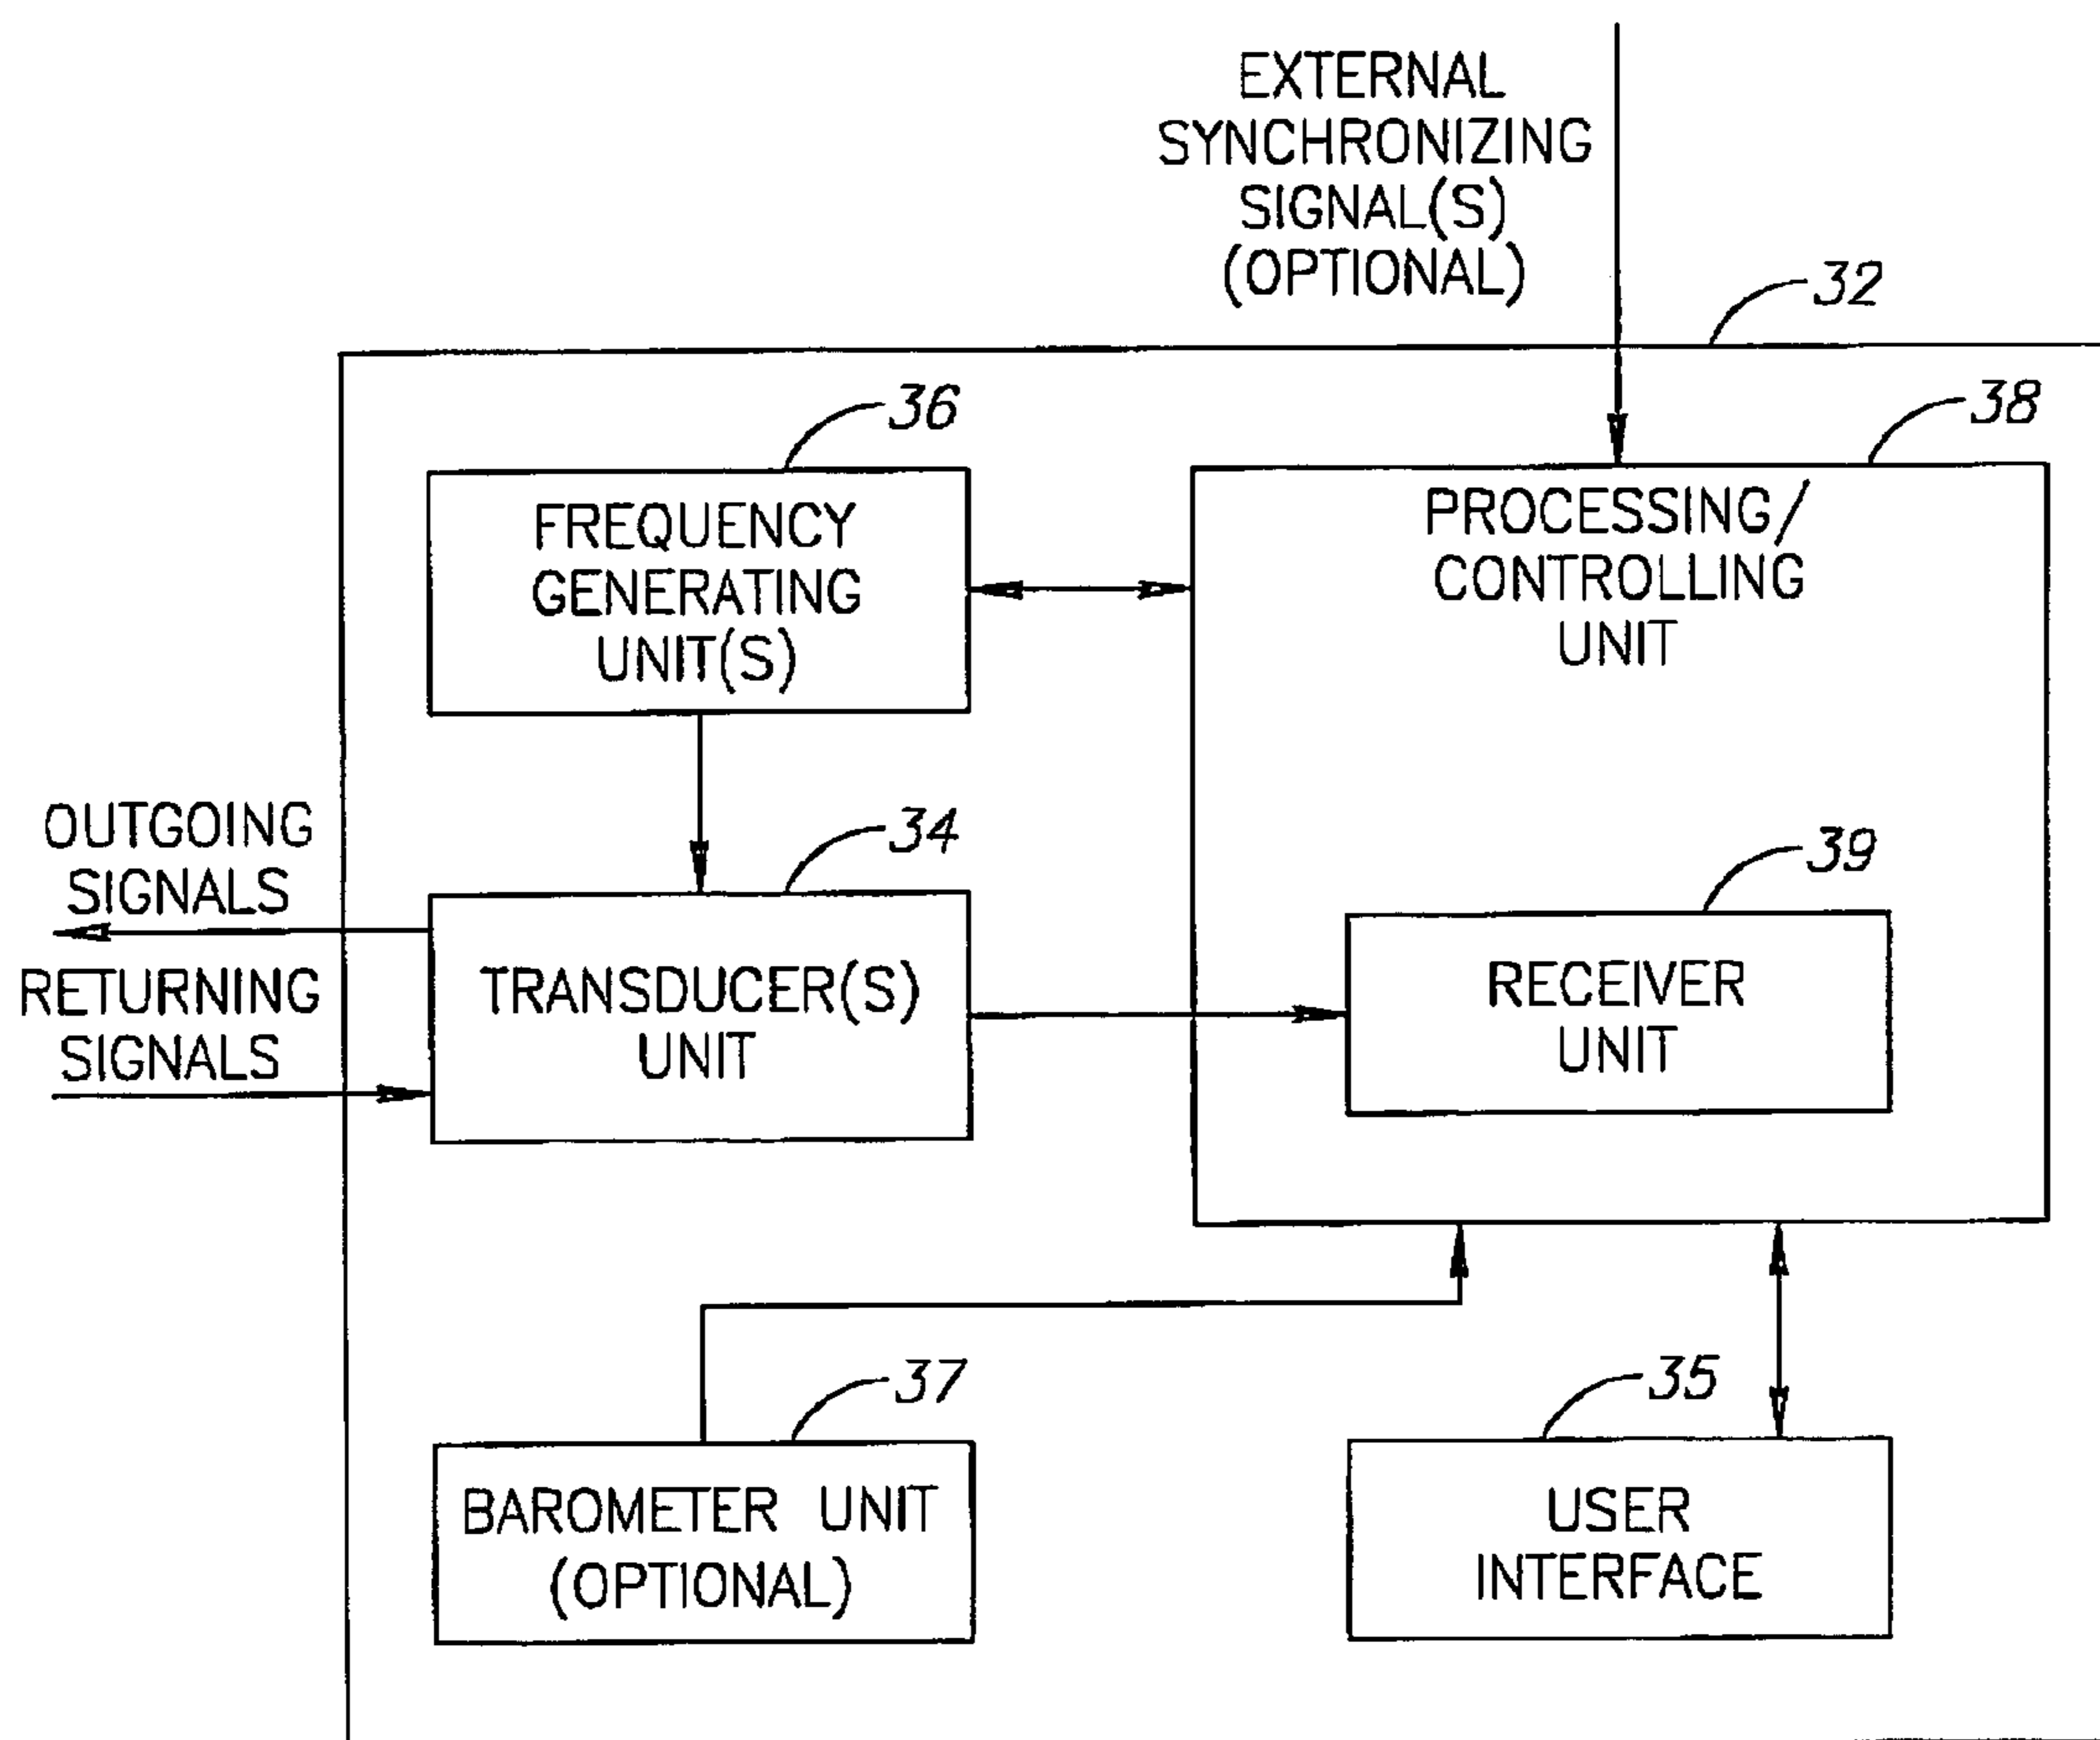 EXTERNAL
SYNCHRONIZING
SIGNAL(S)
(OPTIONAL)
32
36
38
FREQUENCY
GENERATING
UNIT(S)
PROCESSING/
CONTROLLING
UNIT
OUTGOING
SIGNALS
34
39
RETURNING
SIGNALS
TRANSDUCER(S)
UNIT
RECEIVER
UNIT
37
35
BAROMETER UNIT
(OPTIONAL)
USER
INTERFACE